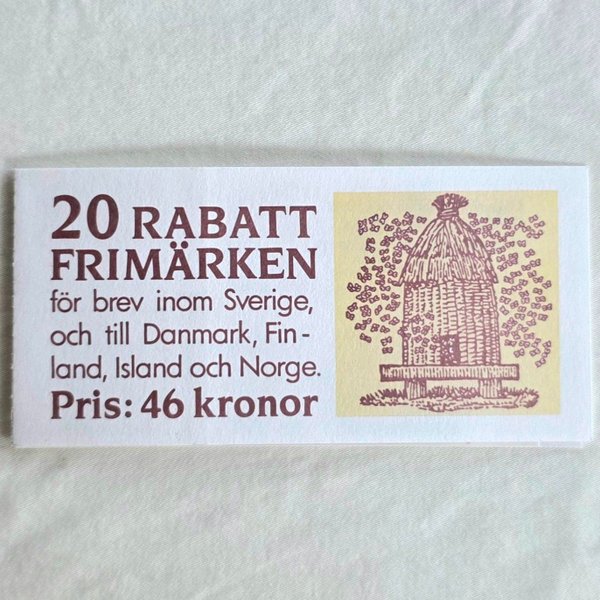 20 RABATT
FRIMÄRKEN
för brev inom Sverige,
och till Danmark, Fin-
land, Island och Norge.
Pris: 46 kronor